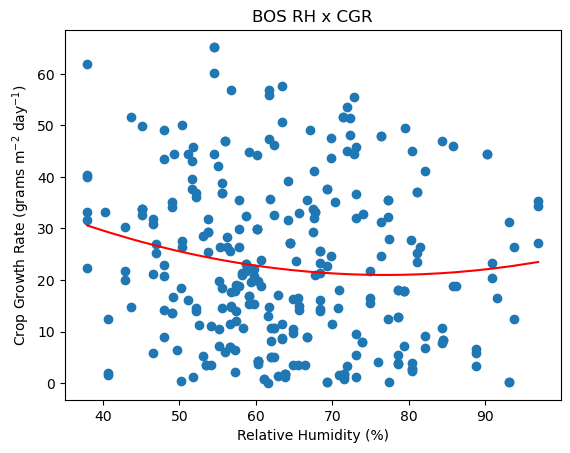 BOS RH x CGR
Crop Growth Rate (grams m⁻² day⁻¹)
60
50
40
30
20
10
0
40 50 60 70 80 90
Relative Humidity (%)